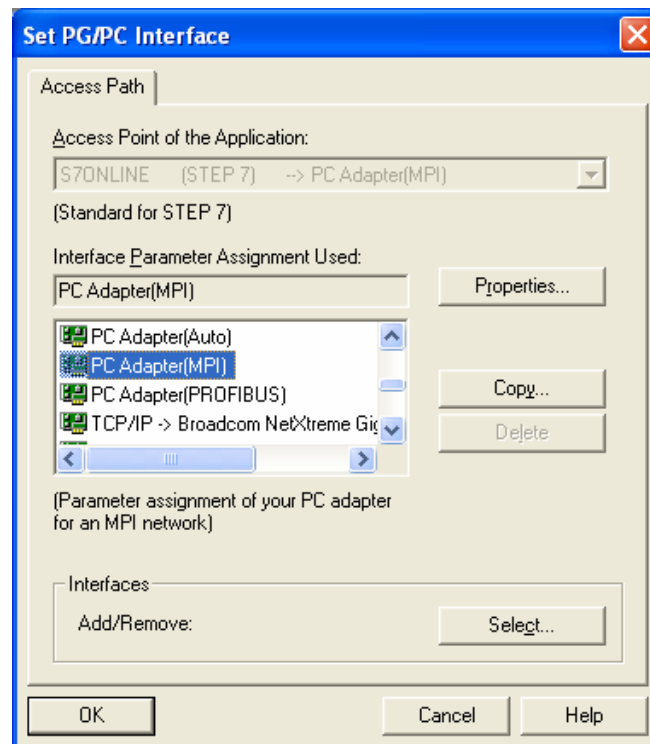 Set PG/PC Interface
Access Path
Access Point of the Application:
S7ONLINE (STEP 7) --> PC Adapter(MPI)
(Standard for STEP 7)
Interface Parameter Assignment Used:
PC Adapter(MPI)
Properties...
PC Adapter(Auto)
PC Adapter(MPI)
PC Adapter(PROFIBUS)
TCP/IP -> Broadcom NetXtreme Gig
Copy...
Delete
(Parameter assignment of your PC adapter
for an MPI network)
Interfaces
Add/Remove:
Select...
OK
Cancel
Help